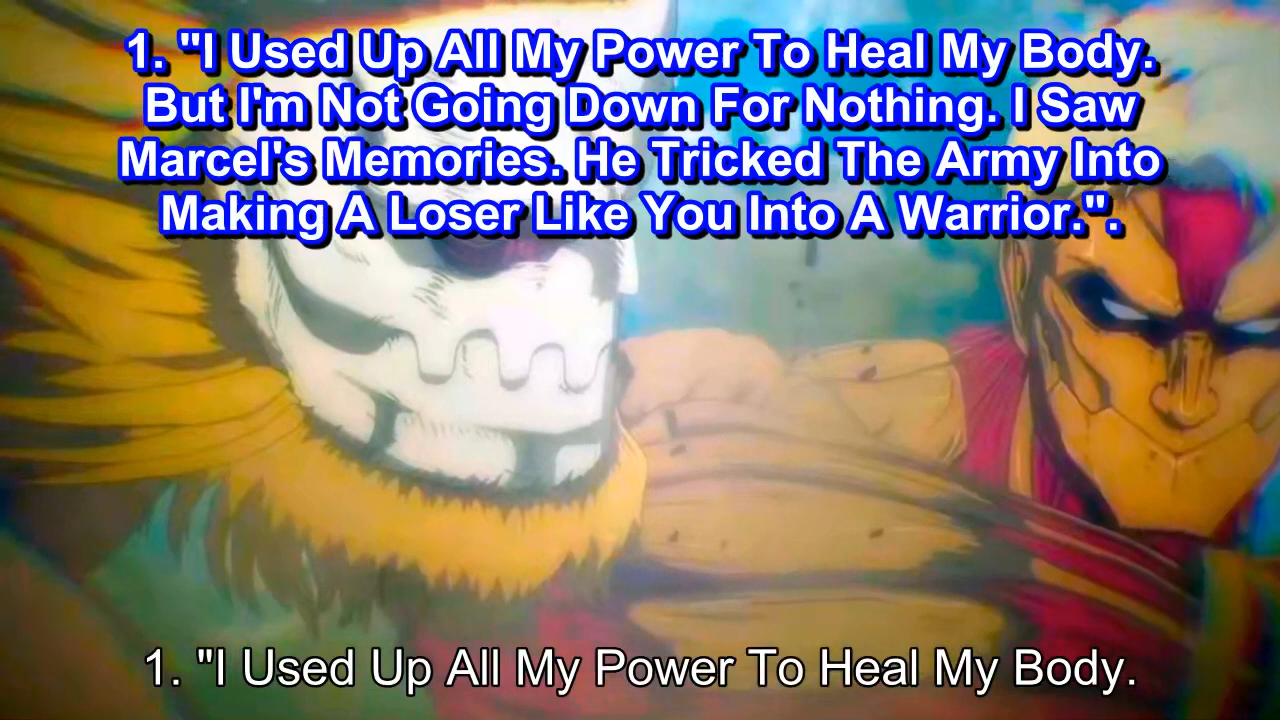 1. "I Used Up All My Power To Heal My Body.
But I'm Not Going Down For Nothing. I Saw
Marcel's Memories. He Tricked The Army Into
Making A Loser Like You Into A Warrior.".
1. "I Used Up All My Power To Heal My Body.